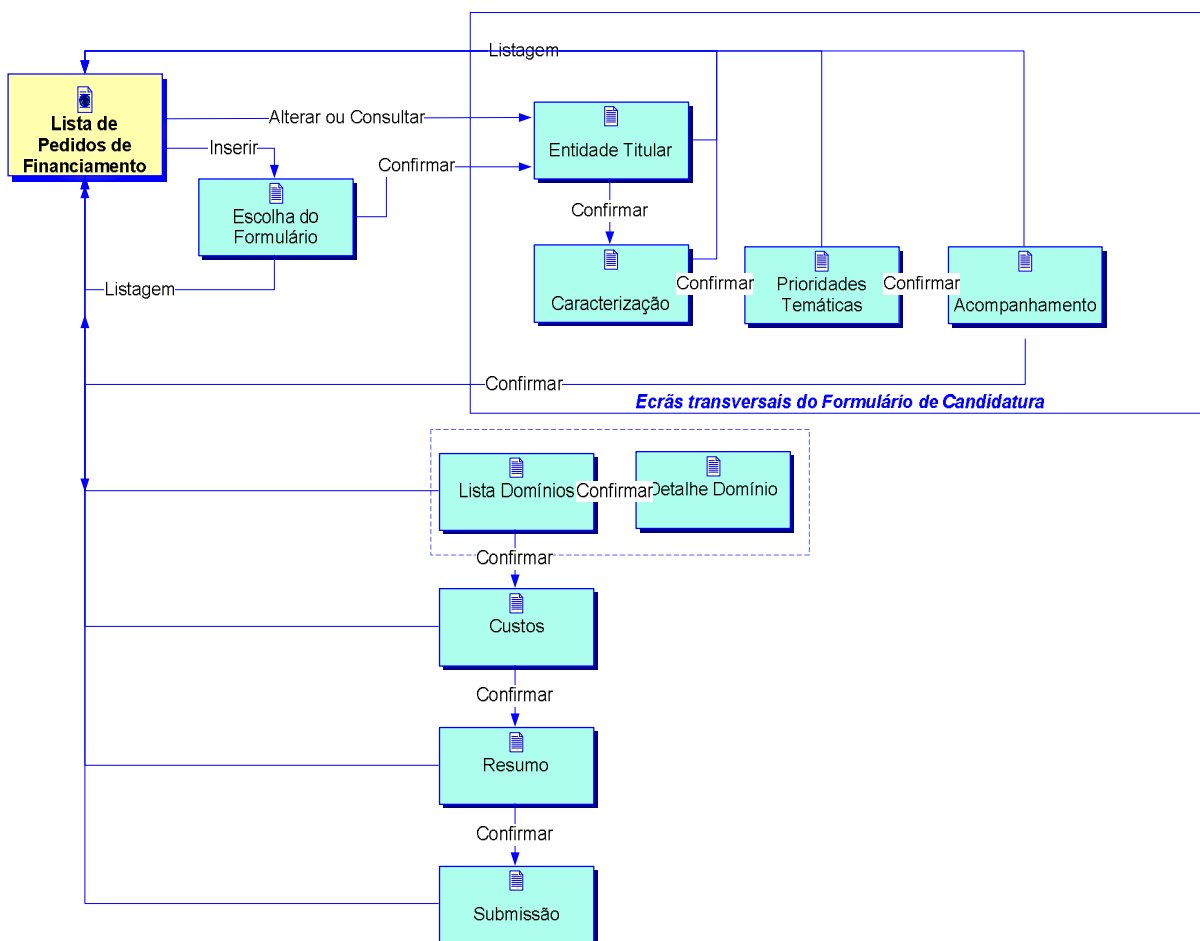 Listagem
Lista de
Pedidos de
Financiamento
Alterar ou Consultar
Entidade Titular
Inserir
Confirmar
Escolha do
Formulário
Confirmar
Listagem
Caracterização
Confirmar
Prioridades
Temáticas
Confirmar
Acompanhamento
Confirmar
Ecrãs transversais do Formulário de Candidatura
Lista Domínios
Confirmar
Detalhe Domínio
Confirmar
Custos
Confirmar
Resumo
Confirmar
Submissão